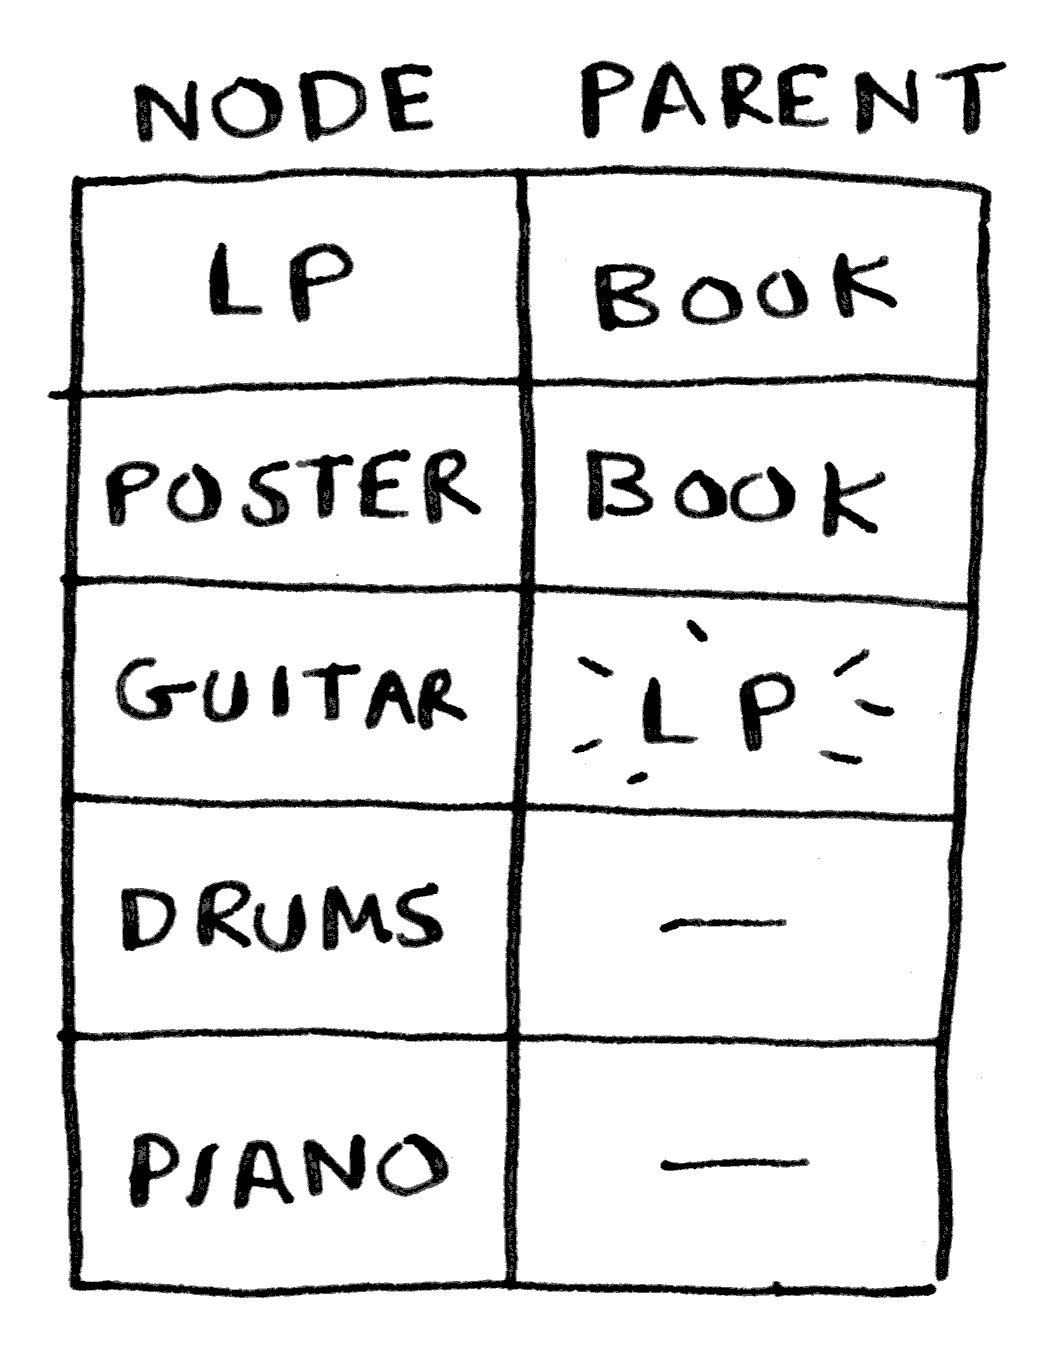 NODE PARENT
LP BOOK
POSTER BOOK
GUITAR LP
DRUMS —
PIANO —